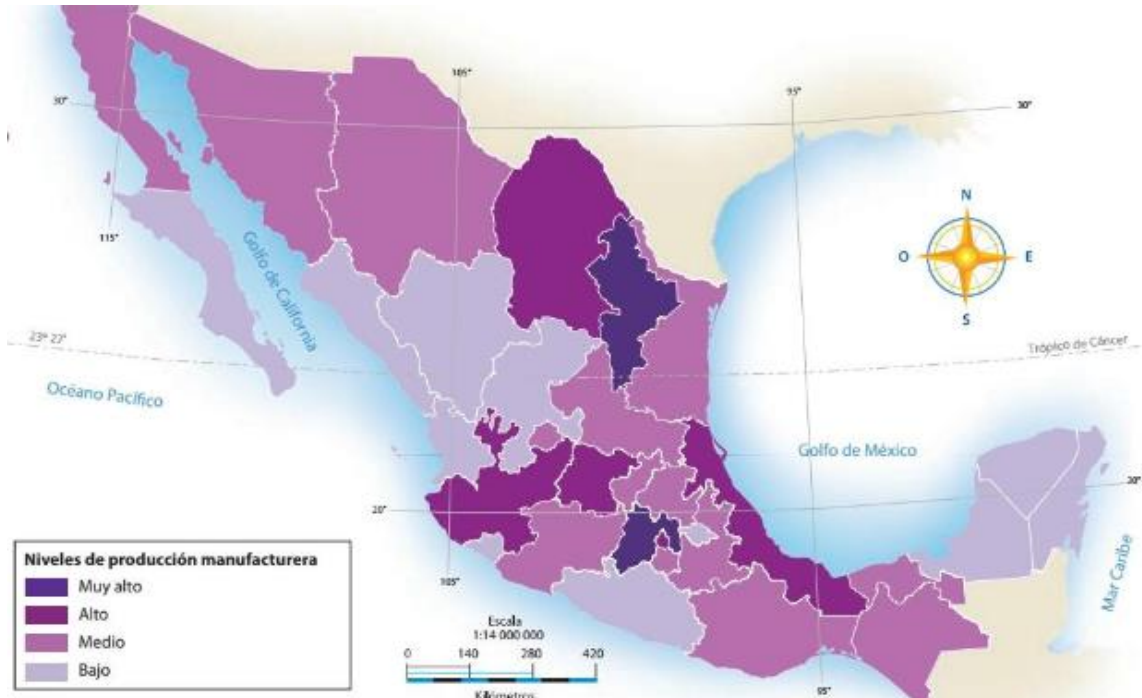 105°
95°
30°
30°
115°
Golfo de California
N
O
E
S
23° 27'
Trópico de Cáncer
Océano Pacífico
Golfo de México
20°
20°
Mar Caribe
105°
95°
Niveles de producción manufacturera
Muy alto
Alto
Medio
Bajo
Escala
1:14 000 000
0 140 280 420
Kilómetros